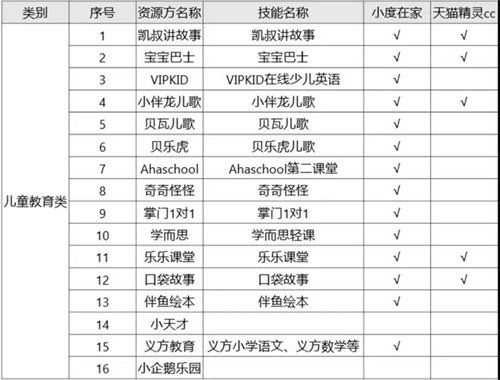 类别 序号 资源方名称 技能名称 小度在家 天猫精灵cc
儿童教育类
1 凯叔讲故事 凯叔讲故事 √ √
2 宝宝巴士 宝宝巴士 √ √
3 VIPKID VIPKID在线少儿英语 √
4 小伴龙儿歌 小伴龙儿歌 √ √
5 贝瓦儿歌 贝瓦儿歌 √
6 贝乐虎 贝乐虎儿歌 √
7 Ahaschool Ahaschool第二课堂 √
8 奇奇怪怪 奇奇怪怪 √
9 掌门1对1 掌门1对1 √
10 学而思 学而思轻课 √
11 乐乐课堂 乐乐课堂 √ √
12 口袋故事 口袋故事 √ √
13 伴鱼绘本 伴鱼绘本 √
14 小天才
15 义方教育 义方小学语文、义方数学等 √
16 小企鹅乐园